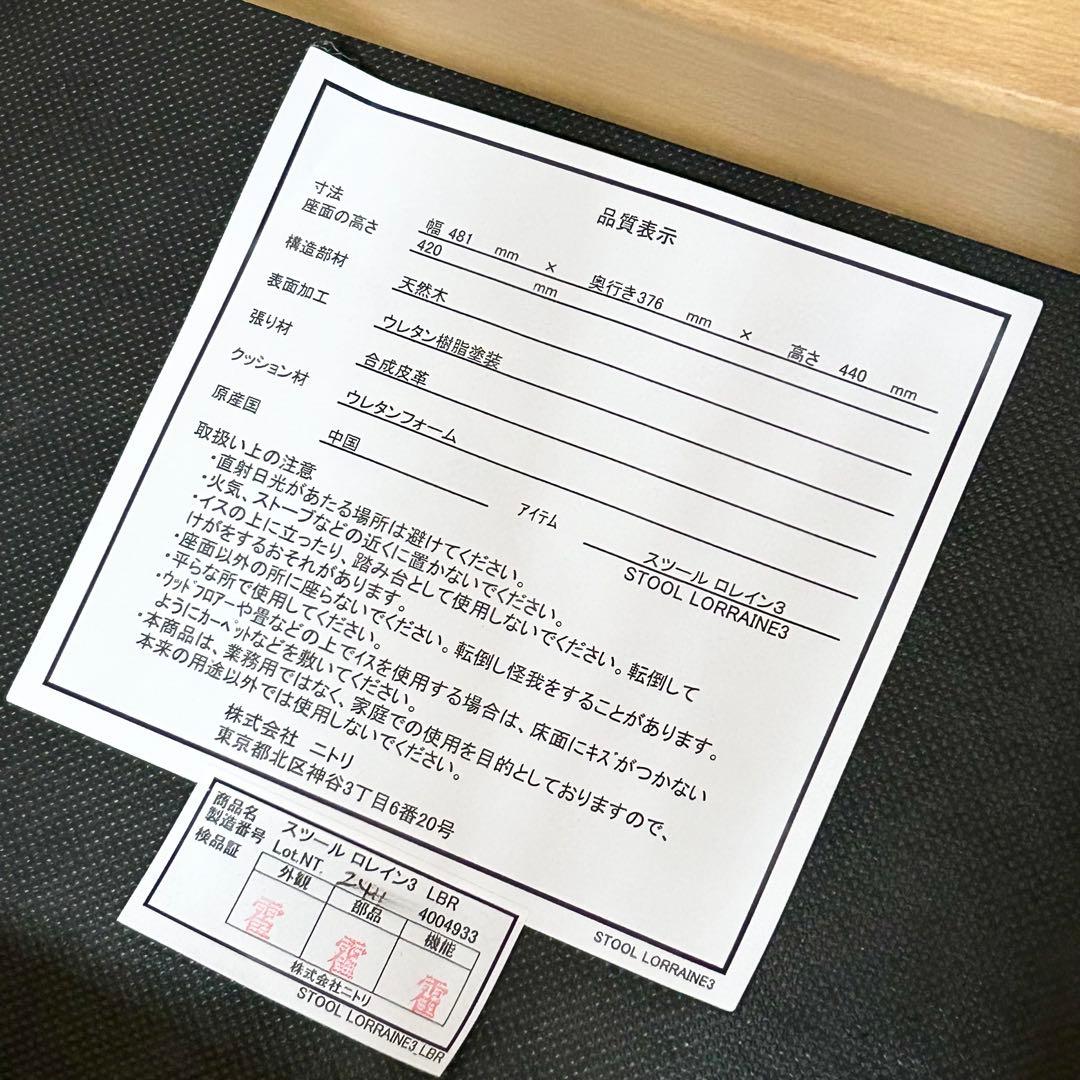 品質表示
寸法 幅 481 mm × 奥行き376 mm × 高さ 440 mm
座面の高さ 420 mm
構造部材 天然木
表面加工 ウレタン樹脂塗装
張り材 合成皮革
クッション材 ウレタンフォーム
原産国 中国
アイテム スツール ロレイン3
STOOL LORRAINE3
取扱い上の注意
・直射日光があたる場所は避けてください。
・火気、ストーブなどの近くに置かないでください。
・イスの上に立ったり、踏み台として使用しないでください。転倒して
けがをするおそれがあります。
・座面以外の所に座らないでください。転倒し怪我をすることがあります。
・平らな所で使用してください。
・ウッドフロアーや畳などの上でイスを使用する場合は、床面にキズがつかない
ようにカーペットなどを敷いてください。
・本商品は、業務用ではなく、家庭での使用を目的としておりますので、
本来の用途以外では使用しないでください。
株式会社 ニトリ
東京都北区神谷3丁目6番20号
STOOL LORRAINE3
商品名 スツール ロレイン3 LBR
製造番号 Lot.NT. 24H 4004933
検品証 外観 部品 機能
株式会社ニトリ
STOOL LORRAINE3_LBR